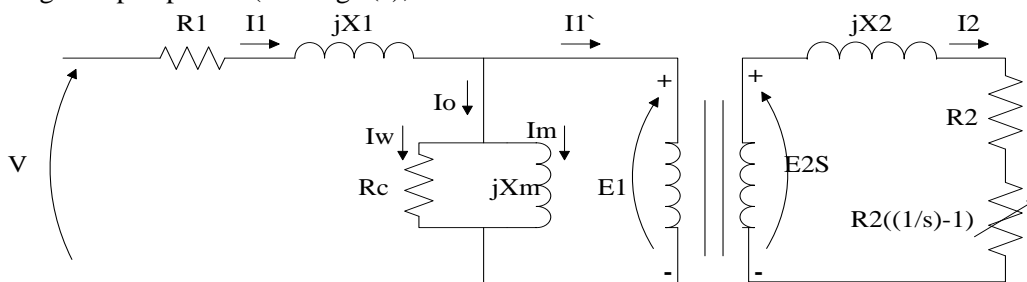 R1 I1 jX1 I1` jX2 I2
+ +
Io
R2
Iw Im
V
Rc jXm E1 E2S
R2((1/s)-1)
- -